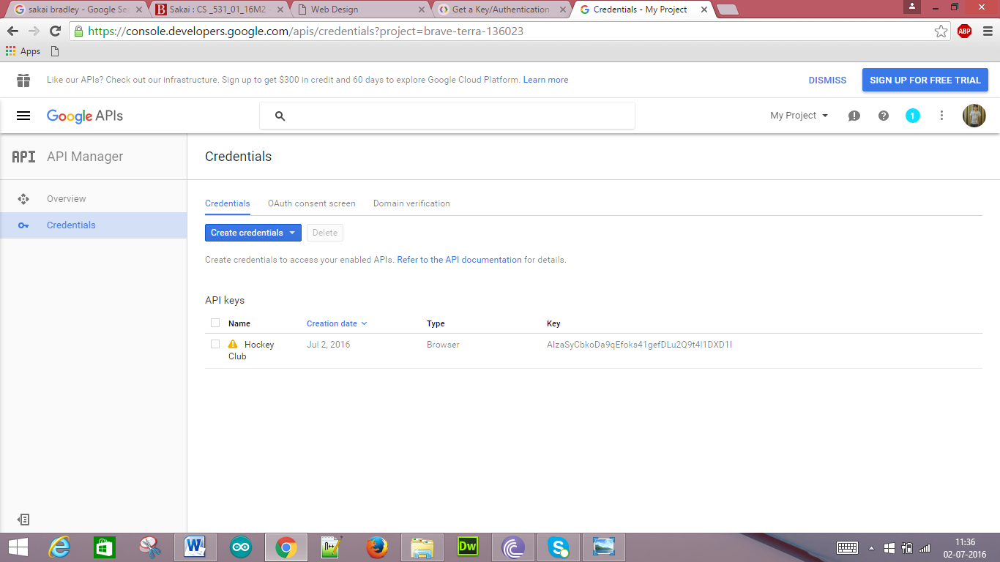 sakai bradley - Google Se
Sakai : CS _531_01_16M2
Web Design
Get a Key/Authentication
Credentials - My Project
https://console.developers.google.com/apis/credentials?project=brave-terra-136023
ABP
Apps
Like our APIs? Check out our infrastructure. Sign up to get $300 in credit and 60 days to explore Google Cloud Platform. Learn more
DISMISS
SIGN UP FOR FREE TRIAL
Google APIs
My Project
1
API API Manager
Credentials
Overview
Credentials
Credentials OAuth consent screen Domain verification
Create credentials Delete
Create credentials to access your enabled APIs. Refer to the API documentation for details.
API keys
Name Creation date Type Key
Hockey Jul 2, 2016 Browser AIzaSyCbkoDa9qEfoks41gefDLu2Q9t4I1DXD1I
Club
Dw
11:36
02-07-2016